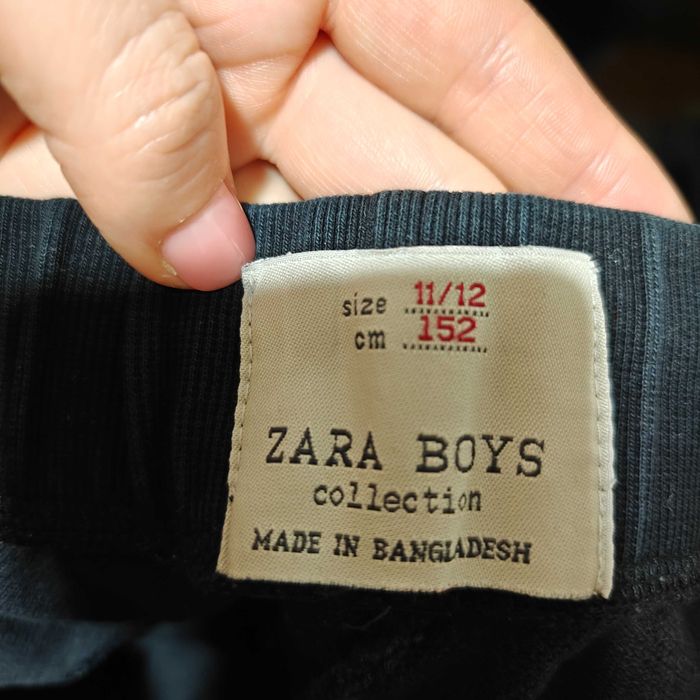 size 11/12
cm 152
ZARA BOYS
collection
MADE IN BANGLADESH